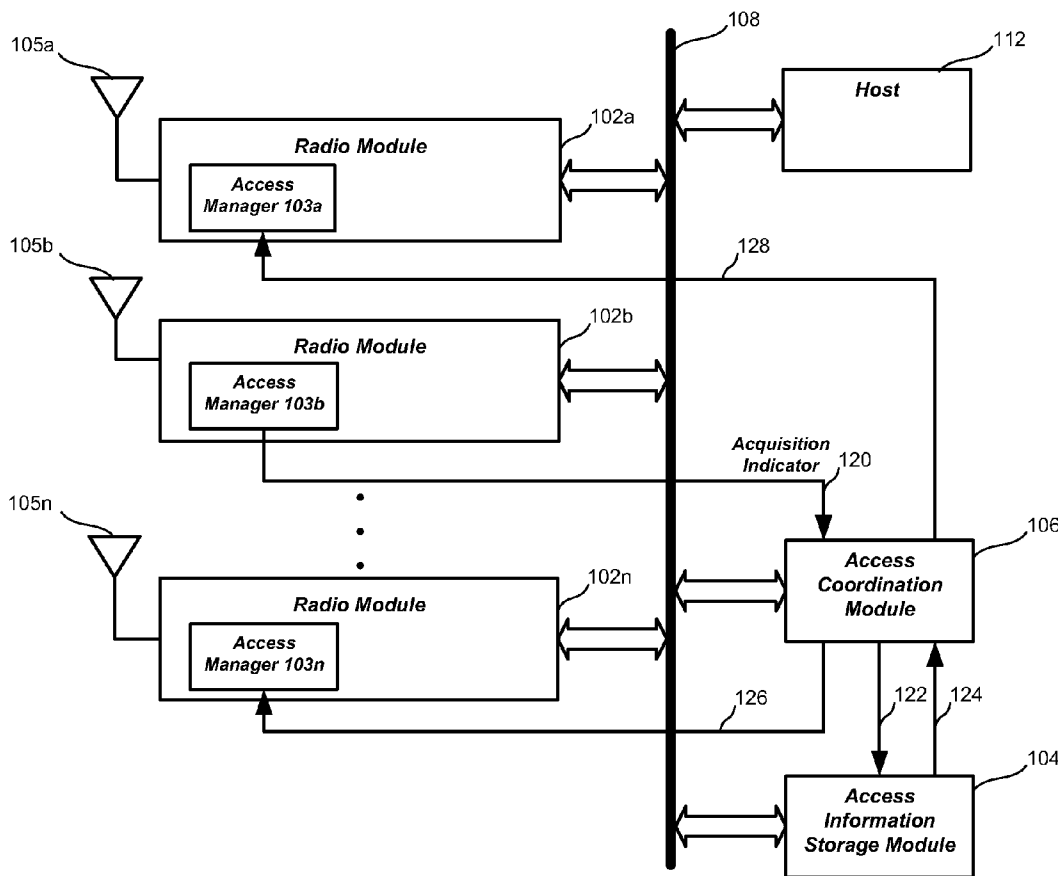 105a
108
112
Host
Radio Module
102a
Access
Manager 103a
105b
128
Radio Module
102b
Access
Manager 103b
Acquisition
Indicator
120
105n
106
Access
Coordination
Module
Radio Module
102n
Access
Manager 103n
126
122
124
104
Access
Information
Storage Module